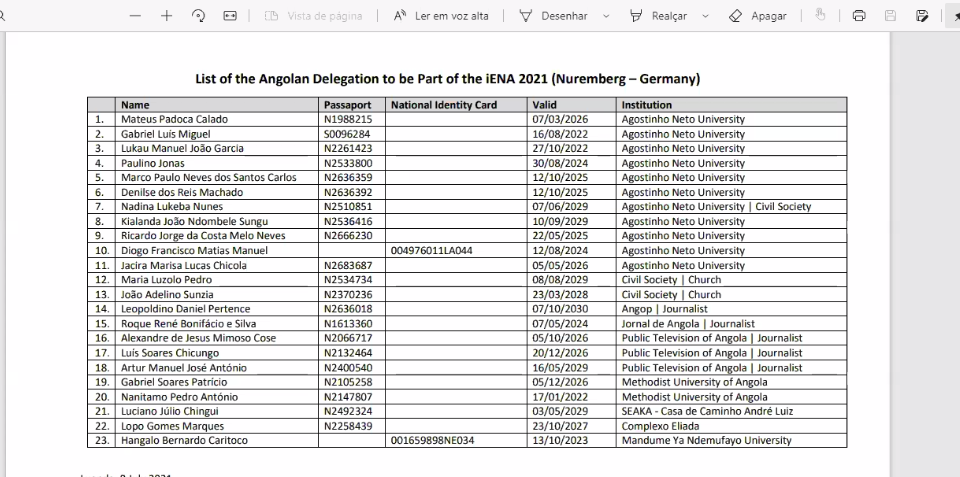 Vista de página
Ler em voz alta
Desenhar
Realçar
Apagar
List of the Angolan Delegation to be Part of the iENA 2021 (Nuremberg – Germany)
Name Passaport National Identity Card Valid Institution
1. Mateus Padoca Calado N1988215 07/03/2026 Agostinho Neto University
2. Gabriel Luís Miguel S0096284 16/08/2022 Agostinho Neto University
3. Lukau Manuel João Garcia N2261423 27/10/2022 Agostinho Neto University
4. Paulino Jonas N2533800 30/08/2024 Agostinho Neto University
5. Marco Paulo Neves dos Santos Carlos N2636359 12/10/2025 Agostinho Neto University
6. Denilse dos Reis Machado N2636392 12/10/2025 Agostinho Neto University
7. Nadina Lukeba Nunes N2510851 07/06/2029 Agostinho Neto University | Civil Society
8. Kialanda João Ndombele Sungu N2536416 10/09/2029 Agostinho Neto University
9. Ricardo Jorge da Costa Melo Neves N2666230 22/05/2025 Agostinho Neto University
10. Diogo Francisco Matias Manuel 004976011LA044 12/08/2024 Agostinho Neto University
11. Jacira Marisa Lucas Chicola N2683687 05/05/2026 Agostinho Neto University
12. Maria Luzolo Pedro N2534734 08/08/2029 Civil Society | Church
13. João Adelino Sunzia N2370236 23/03/2028 Civil Society | Church
14. Leopoldino Daniel Pertence N2636018 07/10/2030 Angop | Journalist
15. Roque René Bonifácio e Silva N1613360 07/05/2024 Jornal de Angola | Journalist
16. Alexandre de Jesus Mimoso Cose N2066717 05/10/2026 Public Television of Angola | Journalist
17. Luís Soares Chicungo N2132464 20/12/2026 Public Television of Angola | Journalist
18. Artur Manuel José António N2400540 16/05/2029 Public Television of Angola | Journalist
19. Gabriel Soares Patrício N2105258 05/12/2026 Methodist University of Angola
20. Nanitamo Pedro António N2147807 17/01/2022 Methodist University of Angola
21. Luciano Júlio Chingui N2492324 03/05/2029 SEAKA - Casa de Caminho André Luiz
22. Lopo Gomes Marques N2258439 23/10/2027 Complexo Eliada
23. Hangalo Bernardo Caritoco 001659898NE034 13/10/2023 Mandume Ya Ndemufayo University